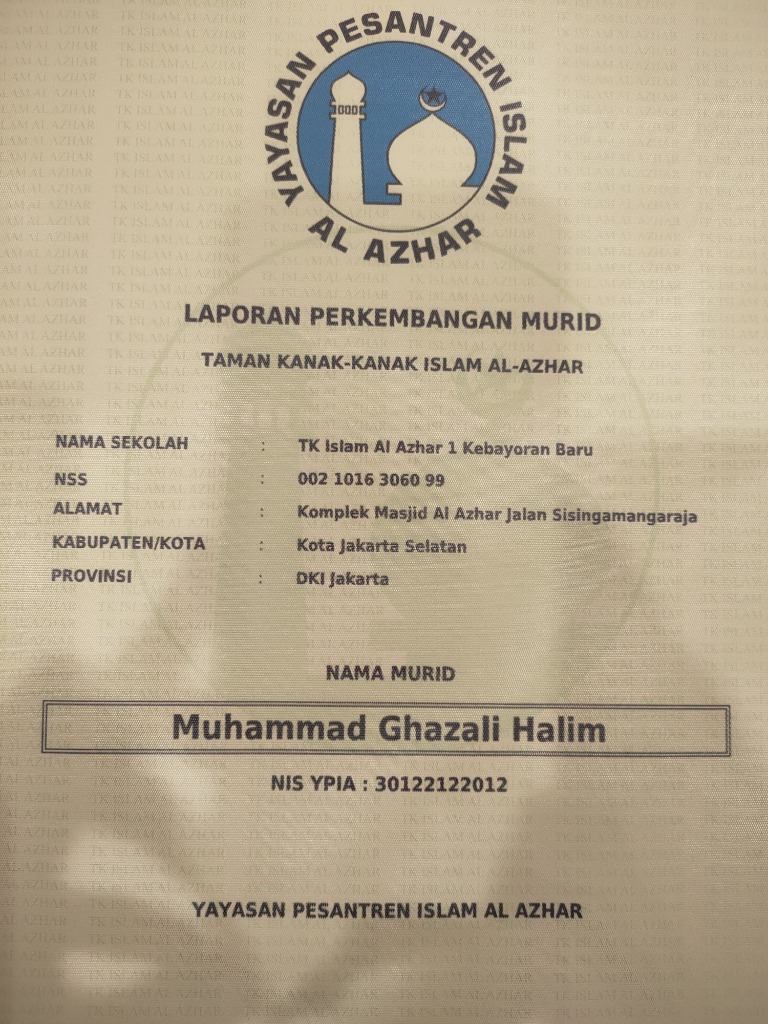 YAYASAN PESANTREN ISLAM
AL AZHAR
LAPORAN PERKEMBANGAN MURID
TAMAN KANAK-KANAK ISLAM AL-AZHAR
NAMA SEKOLAH : TK Islam Al Azhar 1 Kebayoran Baru
NSS : 002 1016 3060 99
ALAMAT : Komplek Masjid Al Azhar Jalan Sisingamangaraja
KABUPATEN/KOTA : Kota Jakarta Selatan
PROVINSI : DKI Jakarta
NAMA MURID
Muhammad Ghazali Halim
NIS YPIA : 30122122012
YAYASAN PESANTREN ISLAM AL AZHAR